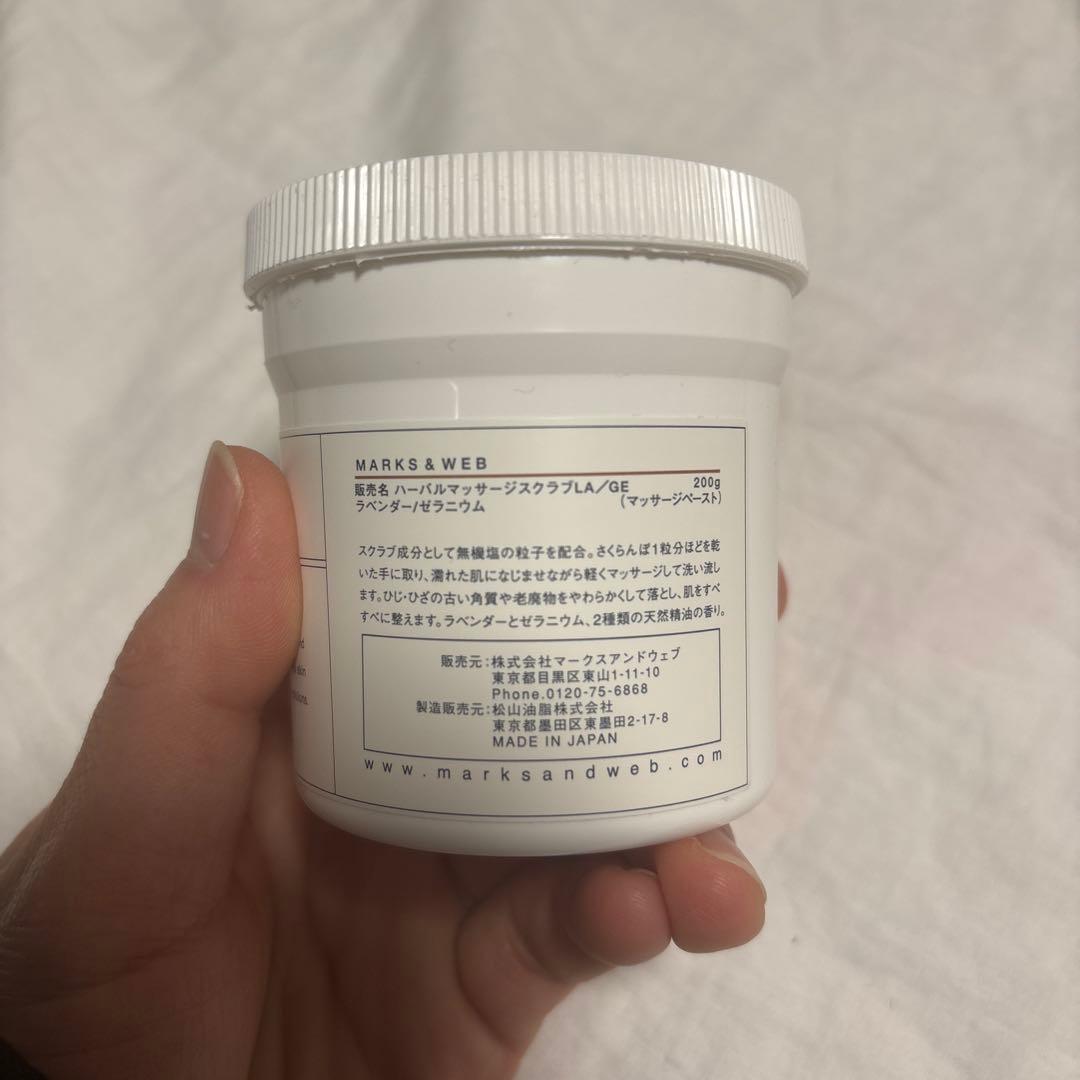 MARKS & WEB
販売名 ハーバルマッサージスクラブLA／GE 200g
ラベンダー/ゼラニウム （マッサージペースト）
スクラブ成分として無機塩の粒子を配合。さくらんぼ1粒分ほどを乾
いた手に取り、濡れた肌になじませながら軽くマッサージして洗い流し
ます。ひじ・ひざの古い角質や老廃物をやわらかくして落とし、肌をすべ
すべに整えます。ラベンダーとゼラニウム、2種類の天然精油の香り。
販売元：株式会社マークスアンドウェブ
東京都目黒区東山1-11-10
Phone.0120-75-6868
製造販売元：松山油脂株式会社
東京都墨田区東墨田2-17-8
MADE IN JAPAN
www.marksandweb.com
skin